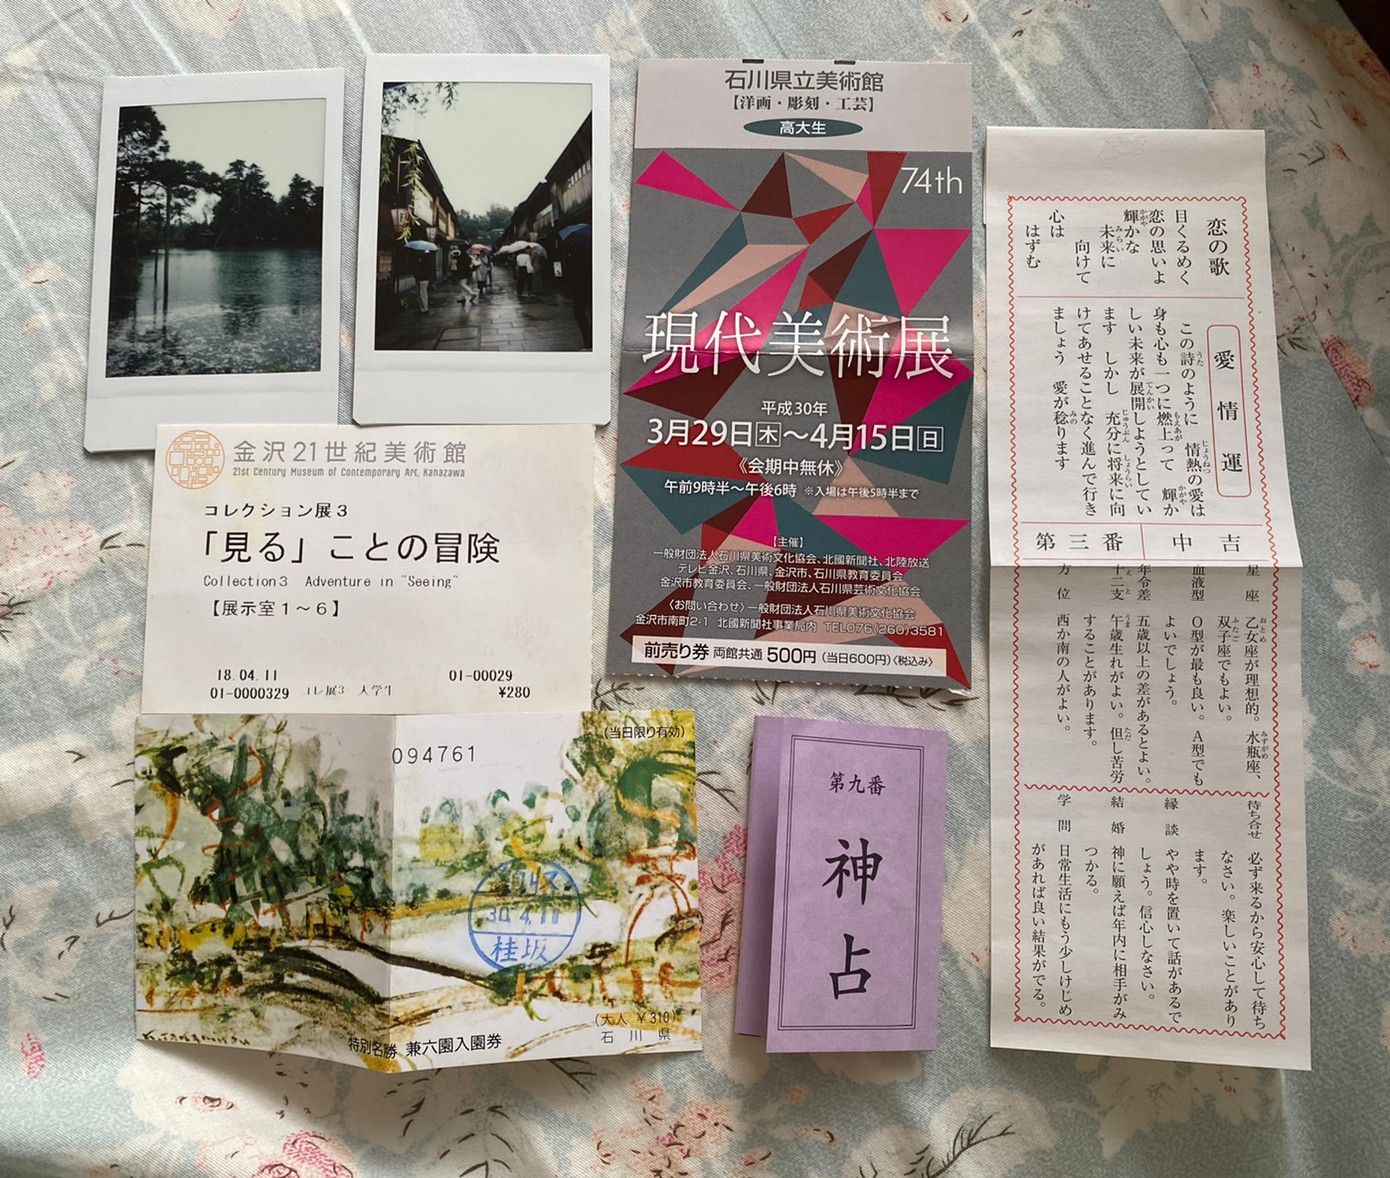 石川県立美術館
【洋画・彫刻・工芸】
高大生
74th
現代美術展
平成30年
3月29日木～4月15日日
《会期中無休》
午前9時半～午後6時 ※入場は午後5時半まで
【主催】
一般財団法人石川県美術文化協会、北國新聞社、北陸放送
テレビ金沢、石川県、金沢市、石川県教育委員会
金沢市教育委員会、一般財団法人石川県芸術文化協会
〈お問い合わせ〉一般財団法人石川県美術文化協会
金沢市南町2-1 北國新聞社事業局内 TEL076(260)3581
前売り券 両館共通 500円 (当日600円)〈税込み〉
金沢21世紀美術館
21st Century Museum of Contemporary Art, Kanazawa
コレクション展3
「見る」ことの冒険
Collection3 Adventure in "Seeing"
【展示室1～6】
18.04.11 01-00029
01-0000329 コレ展3 大学生 ¥280
(当日限り有効)
094761
30.4.11
桂坂
(大人 ¥310)
石川県
特別名勝 兼六園入園券
第九番
神占
恋の歌
目くるめく
恋の思いよ
輝かな
未来に
向けて
心は
はずむ
愛情運
この詩のように 情熱の愛は
身も心も一つに燃上って 輝か
しい未来が展開しようとしてい
ます しかし 充分に将来に向
けてあせることなく進んで行き
ましょう 愛が稔ります
第三番 中吉
星座 乙女座が理想的。水瓶座、
双子座でもよい。
血液型 O型が最も良い。A型でも
よいでしょう。
年令差 五歳以上の差があるとよい。
十二支 午歳生れがよい。但し苦労
することがあります。
方位 西か南の人がよい。
待ち合せ 必ず来るから安心して待ち
なさい。楽しいことがあり
ます。
縁談 やや時を置いて話があるで
しょう。信心しなさい。
結婚 神に願えば年内に相手がみ
つかる。
学問 日常生活にもう少しけじめ
があれば良い結果がでる。